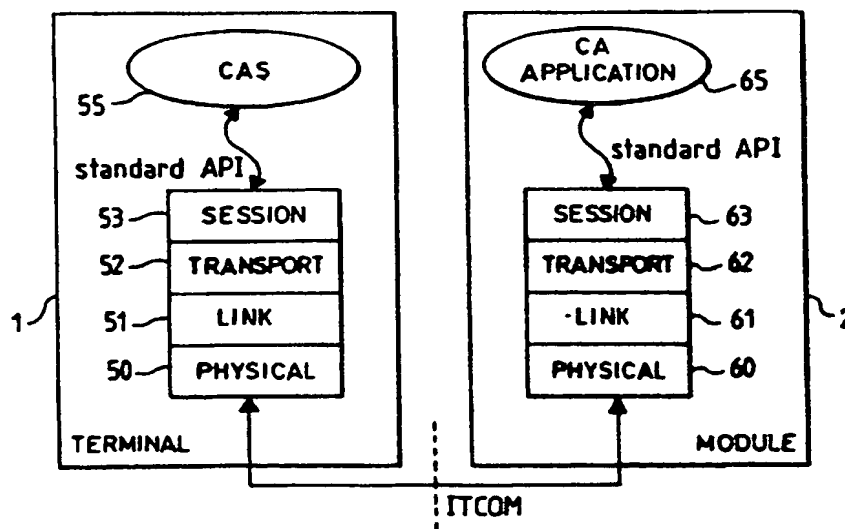 CAS
55
standard API
53
SESSION
52
TRANSPORT
51
LINK
50
PHYSICAL
1
TERMINAL
CA
APPLICATION
65
standard API
SESSION
63
TRANSPORT
62
LINK
61
PHYSICAL
60
2
MODULE
ITCOM